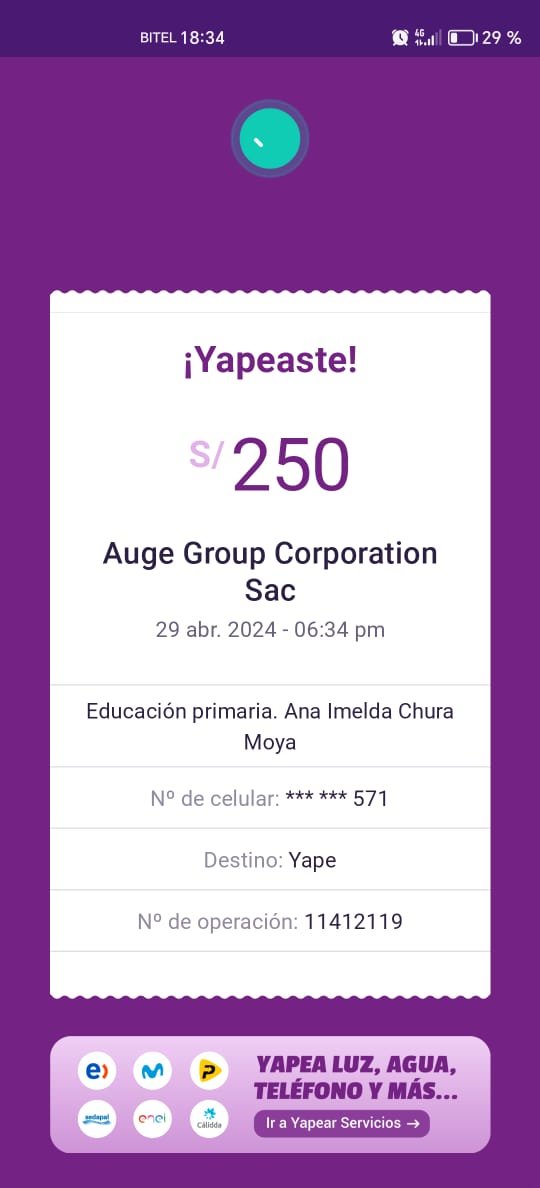 BITEL 18:34 4G 29 %
¡Yapeaste!
S/ 250
Auge Group Corporation
Sac
29 abr. 2024 - 06:34 pm
Educación primaria. Ana Imelda Chura
Moya
Nº de celular: *** *** 571
Destino: Yape
Nº de operación: 11412119
YAPEA LUZ, AGUA,
TELÉFONO Y MÁS...
Ir a Yapear Servicios →
e) P
sedapal enel Cálidda